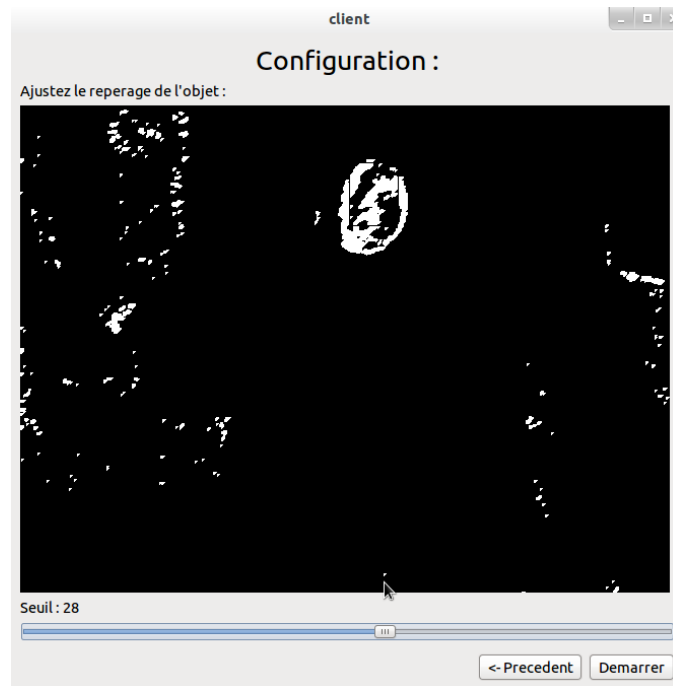 client
Configuration :
Ajustez le reperage de l'objet :
Seuil : 28
<- Precedent
Demarrer